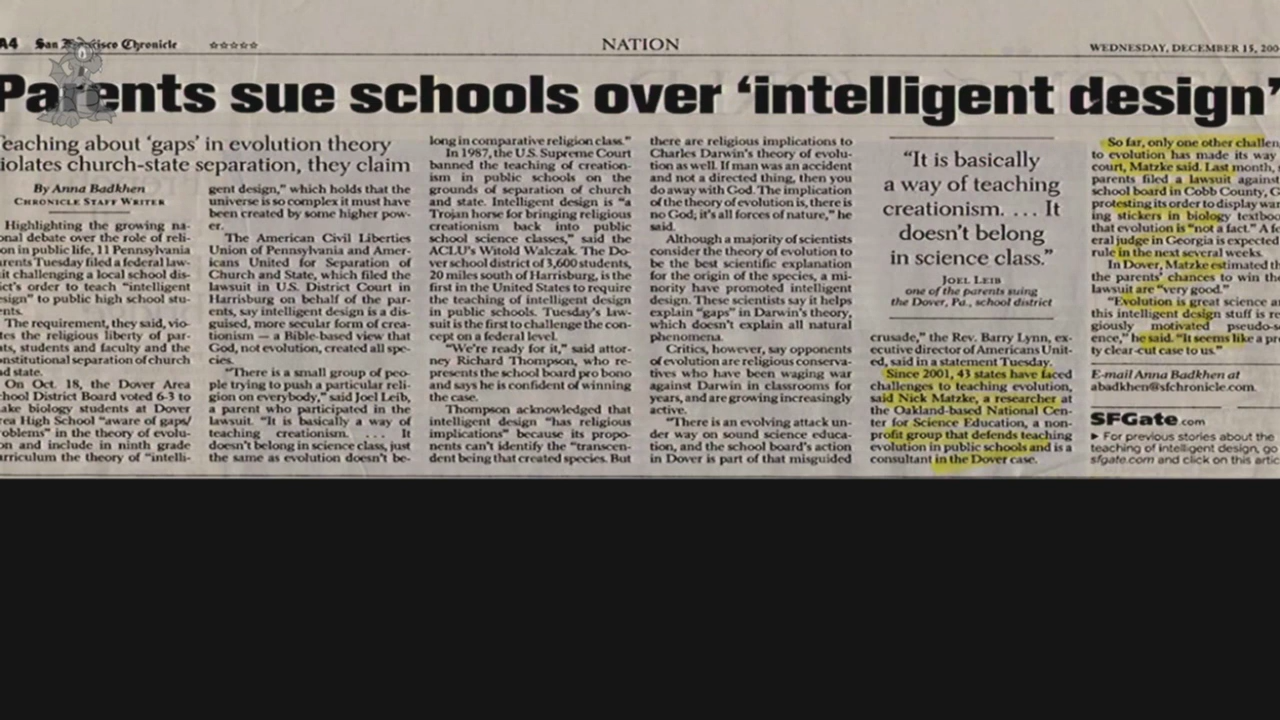 A4 San Francisco Chronicle ☆☆☆☆☆ NATION WEDNESDAY, DECEMBER 15, 200
Parents sue schools over ‘intelligent design’
eaching about ‘gaps’ in evolution theory
iolates church-state separation, they claim
By Anna Badkhen
CHRONICLE STAFF WRITER
Highlighting the growing na-
onal debate over the role of reli-
on in public life, 11 Pennsylvania
rents Tuesday filed a federal law-
it challenging a local school dis-
ict's order to teach “intelligent
sign” to public high school stu-
nts.
The requirement, they said, vio-
tes the religious liberty of par-
ts, students and faculty and the
nstitutional separation of church
d state.
On Oct. 18, the Dover Area
hool District Board voted 6-3 to
ake biology students at Dover
ea High School “aware of gaps/
oblems” in the theory of evolu-
on and include in ninth grade
rriculum the theory of “intelli-
gent design,” which holds that the
universe is so complex it must have
been created by some higher pow-
er.
The American Civil Liberties
Union of Pennsylvania and Amer-
icans United for Separation of
Church and State, which filed the
lawsuit in U.S. District Court in
Harrisburg on behalf of the par-
ents, say intelligent design is a dis-
guised, more secular form of crea-
tionism — a Bible-based view that
God, not evolution, created all spe-
cies.
“There is a small group of peo-
ple trying to push a particular reli-
gion on everybody,” said Joel Leib,
a parent who participated in the
lawsuit. “It is basically a way of
teaching creationism. . . . It
doesn't belong in science class, just
the same as evolution doesn't be-
long in comparative religion class.”
In 1987, the U.S. Supreme Court
banned the teaching of creation-
ism in public schools on the
grounds of separation of church
and state. Intelligent design is “a
Trojan horse for bringing religious
creationism back into public
school science classes,” said the
ACLU's Witold Walczak. The Do-
ver school district of 3,600 students,
20 miles south of Harrisburg, is the
first in the United States to require
the teaching of intelligent design
in public schools. Tuesday's law-
suit is the first to challenge the con-
cept on a federal level.
“We're ready for it,” said attor-
ney Richard Thompson, who re-
presents the school board pro bono
and says he is confident of winning
the case.
Thompson acknowledged that
intelligent design “has religious
implications” because its propo-
nents can't identify the “transcen-
dent being that created species. But
there are religious implications to
Charles Darwin's theory of evolu-
tion as well. If man was an accident
and not a directed thing, then you
do away with God. The implication
of the theory of evolution is, there is
no God; it's all forces of nature,” he
said.
Although a majority of scientists
consider the theory of evolution to
be the best scientific explanation
for the origin of the species, a mi-
nority have promoted intelligent
design. These scientists say it helps
explain “gaps” in Darwin's theory,
which doesn't explain all natural
phenomena.
Critics, however, say opponents
of evolution are religious conserva-
tives who have been waging war
against Darwin in classrooms for
years, and are growing increasingly
active.
“There is an evolving attack un-
der way on sound science educa-
tion, and the school board's action
in Dover is part of that misguided
“It is basically
a way of teaching
creationism. . . . It
doesn't belong
in science class.”
JOEL LEIB
one of the parents suing
the Dover, Pa., school district
crusade,” the Rev. Barry Lynn, ex-
ecutive director of Americans Unit-
ed, said in a statement Tuesday.
Since 2001, 43 states have faced
challenges to teaching evolution,
said Nick Matzke, a researcher at
the Oakland-based National Cen-
ter for Science Education, a non-
profit group that defends teaching
evolution in public schools and is a
consultant in the Dover case.
So far, only one other challen
to evolution has made its way
court, Matzke said. Last month,
parents filed a lawsuit against
school board in Cobb County, G
protesting its order to display wa
ing stickers in biology textboo
that evolution is “not a fact.” A fe
eral judge in Georgia is expected
rule in the next several weeks.
In Dover, Matzke estimated th
the parents' chances to win th
lawsuit are “very good.”
“Evolution is great science a
this intelligent design stuff is re
giously motivated pseudo-s
ence,” he said. “It seems like a pr
ty clear-cut case to us.”
E-mail Anna Badkhen at
abadkhen@sfchronicle.com.
SFGate.com
► For previous stories about the
teaching of intelligent design, go
sfgate.com and click on this artic